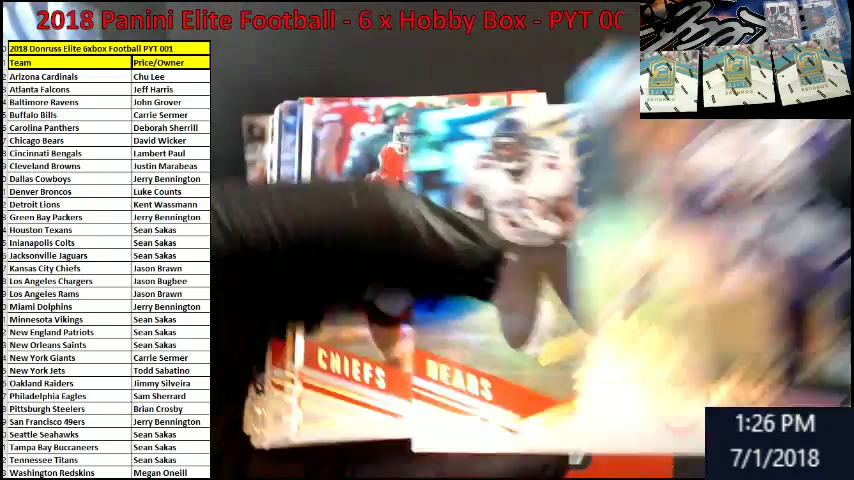 2018 Panini Elite Football - 6 x Hobby Box - PYT 00
2018 Donruss Elite 6xbox Football PYT 001
Team Price/Owner
Arizona Cardinals Chu Lee
Atlanta Falcons Jeff Harris
Baltimore Ravens John Grover
Buffalo Bills Carrie Sermer
Carolina Panthers Deborah Sherrill
Chicago Bears David Wicker
Cincinnati Bengals Lambert Paul
Cleveland Browns Justin Marabeas
Dallas Cowboys Jerry Bennington
Denver Broncos Luke Counts
Detroit Lions Kent Wassmann
Green Bay Packers Jerry Bennington
Houston Texans Sean Sakas
Inianapolis Colts Sean Sakas
Jacksonville Jaguars Sean Sakas
Kansas City Chiefs Jason Brawn
Los Angeles Chargers Jason Bugbee
Los Angeles Rams Jason Brawn
Miami Dolphins Jerry Bennington
Minnesota Vikings Sean Sakas
New England Patriots Sean Sakas
New Orleans Saints Sean Sakas
New York Giants Carrie Sermer
New York Jets Todd Sabatino
Oakland Raiders Jimmy Silveira
Philadelphia Eagles Sam Sherrard
Pittsburgh Steelers Brian Crosby
San Francisco 49ers Jerry Bennington
Seattle Seahawks Sean Sakas
Tampa Bay Buccaneers Sean Sakas
Tennessee Titans Sean Sakas
Washington Redskins Megan Oneill
CHIEFS
BEARS
1:26 PM
7/1/2018